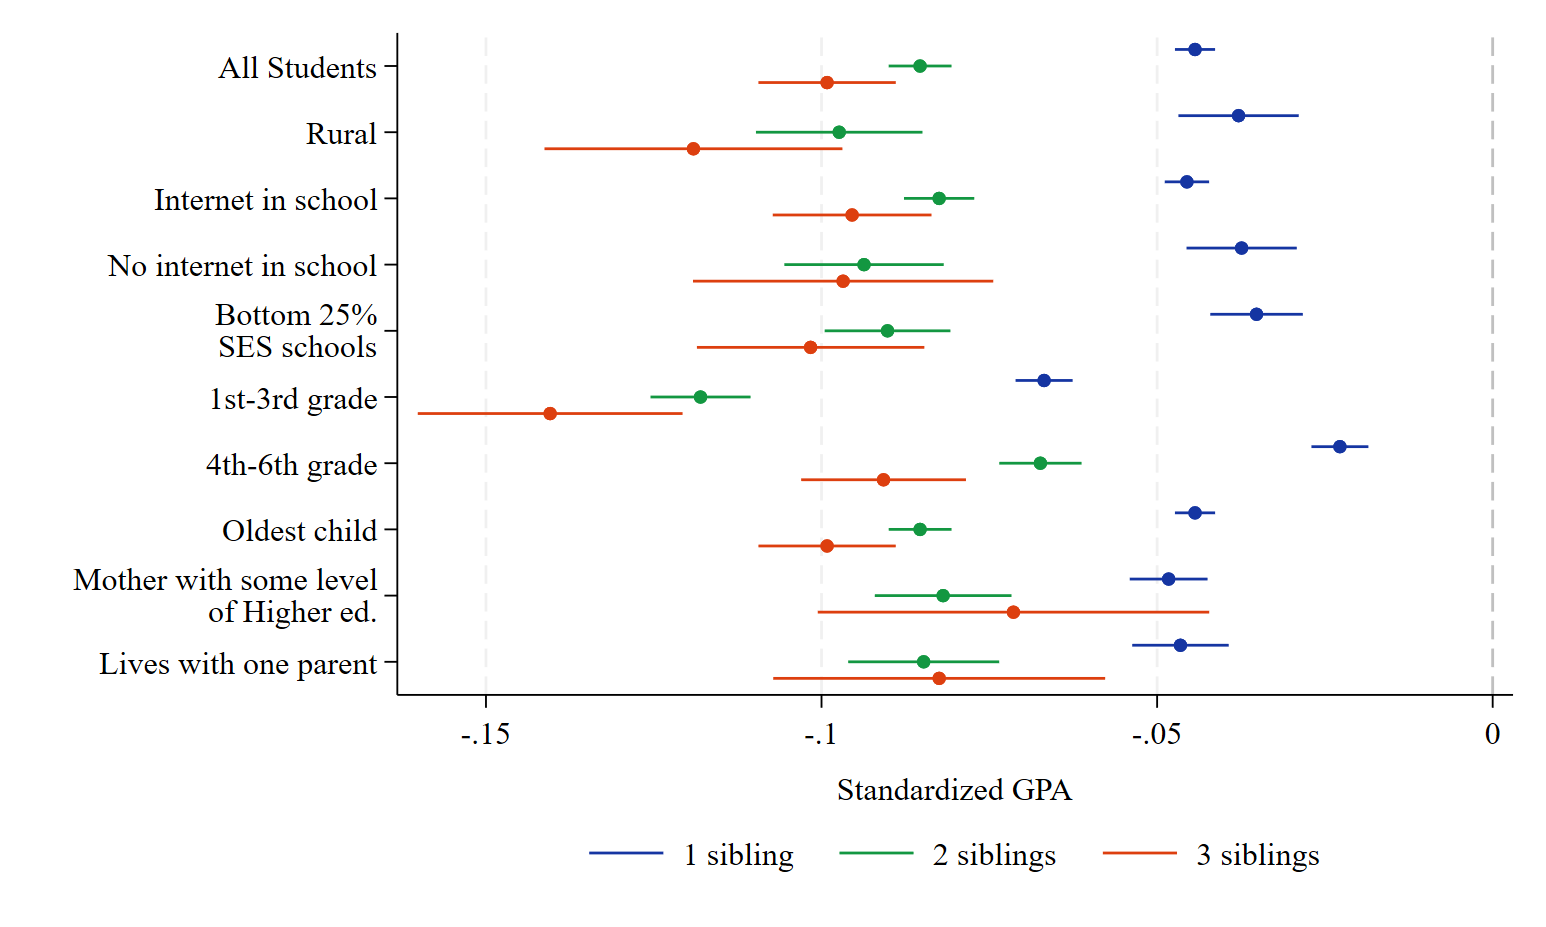 All Students
Rural
Internet in school
No internet in school
Bottom 25%
SES schools
1st-3rd grade
4th-6th grade
Oldest child
Mother with some level
of Higher ed.
Lives with one parent
-.15 -.1 -.05 0
Standardized GPA
1 sibling 2 siblings 3 siblings